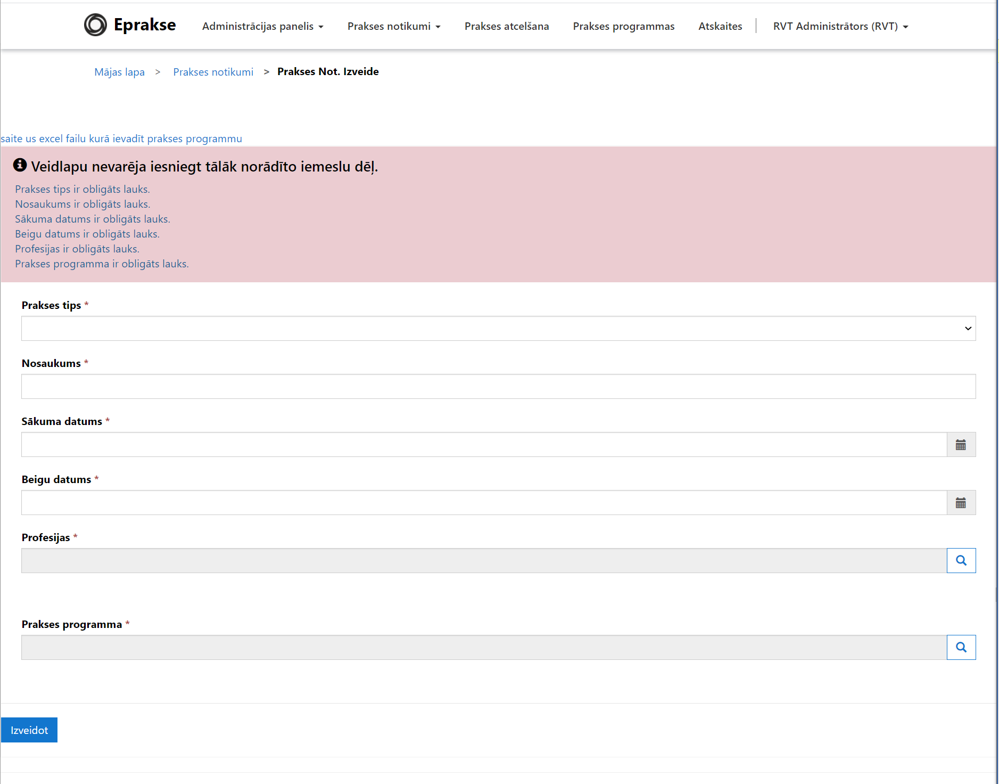 Eprakse Administrācijas panelis Prakses notikumi Prakses atcelšana Prakses programmas Atskaites RVT Administrātors (RVT)
Mājas lapa > Prakses notikumi > Prakses Not. Izveide
saite us excel failu kurā ievadīt prakses programmu
Veidlapu nevarēja iesniegt tālāk norādīto iemeslu dēļ.
Prakses tips ir obligāts lauks.
Nosaukums ir obligāts lauks.
Sākuma datums ir obligāts lauks.
Beigu datums ir obligāts lauks.
Profesijas ir obligāts lauks.
Prakses programma ir obligāts lauks.
Prakses tips *
Nosaukums *
Sākuma datums *
Beigu datums *
Profesijas *
Prakses programma *
Izveidot